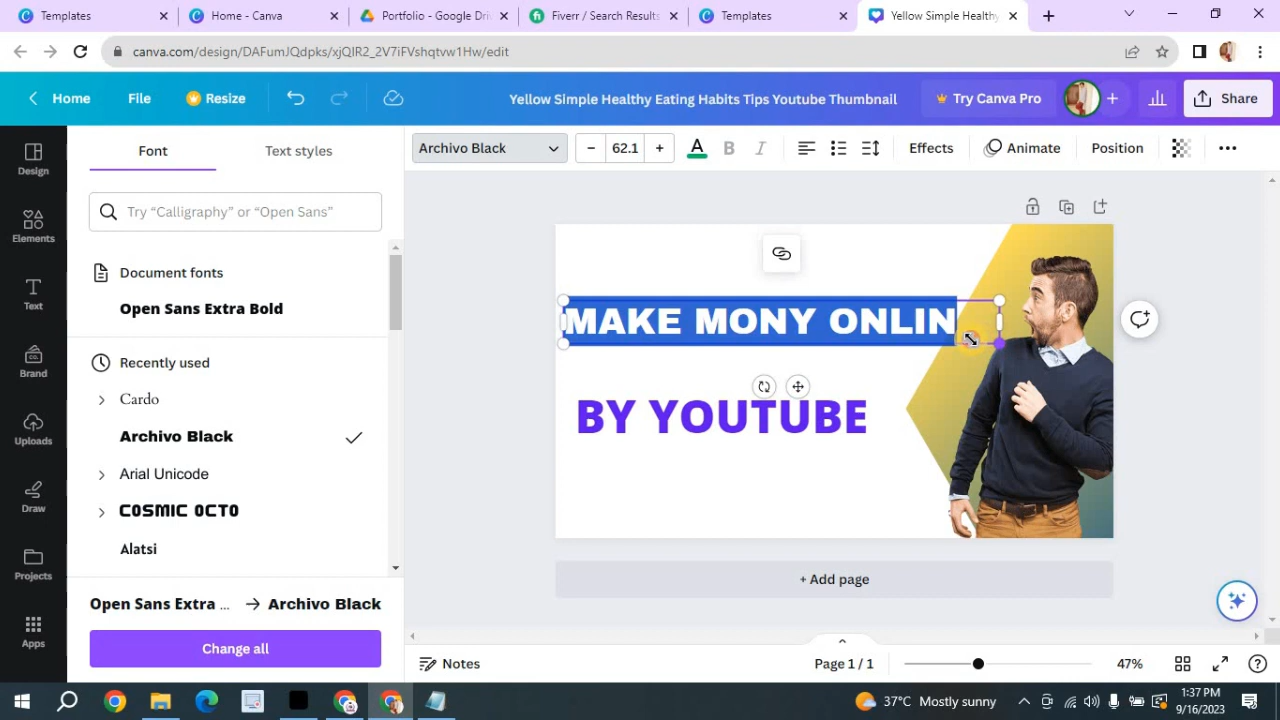 Templates
Home - Canva
Portfolio - Google Dri
Fiverr / Search Results
Templates
Yellow Simple Healthy
canva.com/design/DAFumJQdpks/xjQlR2_2V7iFVshqtvw1Hw/edit
Home
File
Resize
Yellow Simple Healthy Eating Habits Tips Youtube Thumbnail
Try Canva Pro
Share
Design
Elements
Text
Brand
Uploads
Draw
Projects
Apps
Font
Text styles
Try “Calligraphy” or “Open Sans”
Document fonts
Open Sans Extra Bold
Recently used
Cardo
Archivo Black
Arial Unicode
COSMIC OCTO
Alatsi
Open Sans Extra ... → Archivo Black
Change all
Archivo Black
− 62.1 +
A B I
Effects
Animate
Position
MAKE MONY ONLIN
BY YOUTUBE
+ Add page
Notes
Page 1 / 1
47%
37°C Mostly sunny
1:37 PM
9/16/2023